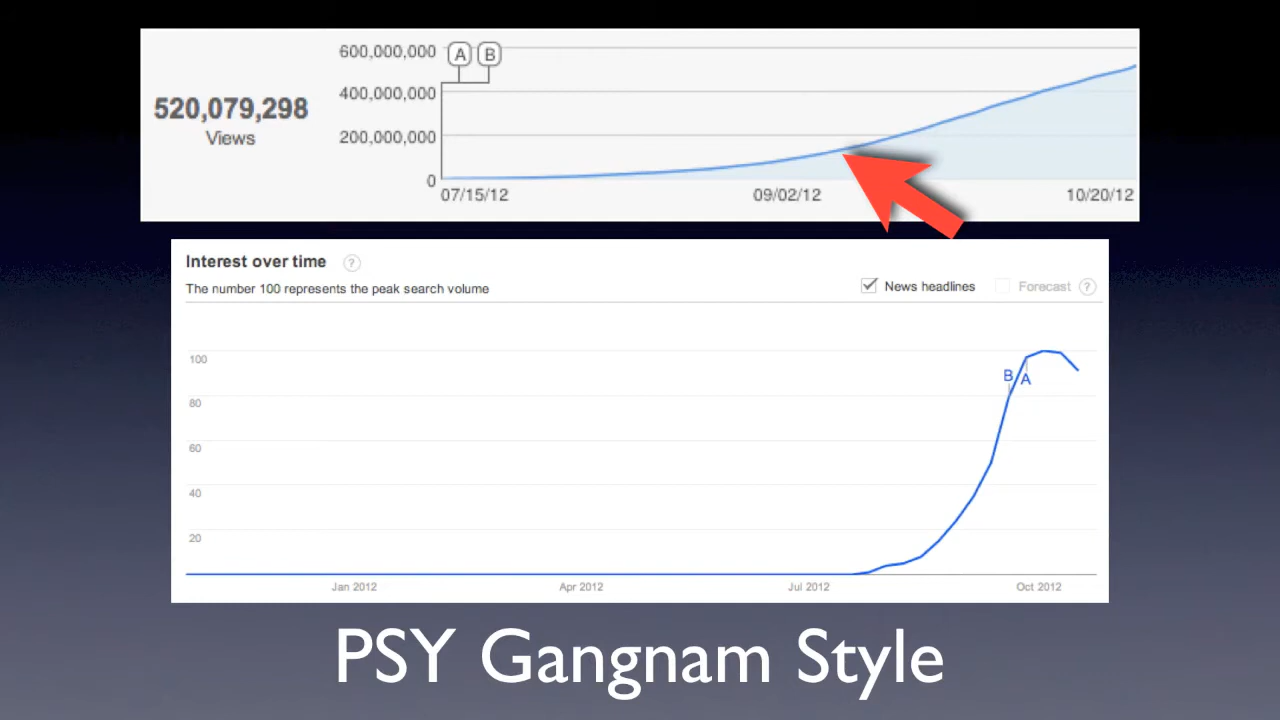 600,000,000
A B
400,000,000
520,079,298
Views
200,000,000
0
07/15/12 09/02/12 10/20/12
Interest over time ?
The number 100 represents the peak search volume
News headlines Forecast ?
100
B A
80
60
40
20
Jan 2012 Apr 2012 Jul 2012 Oct 2012
PSY Gangnam Style